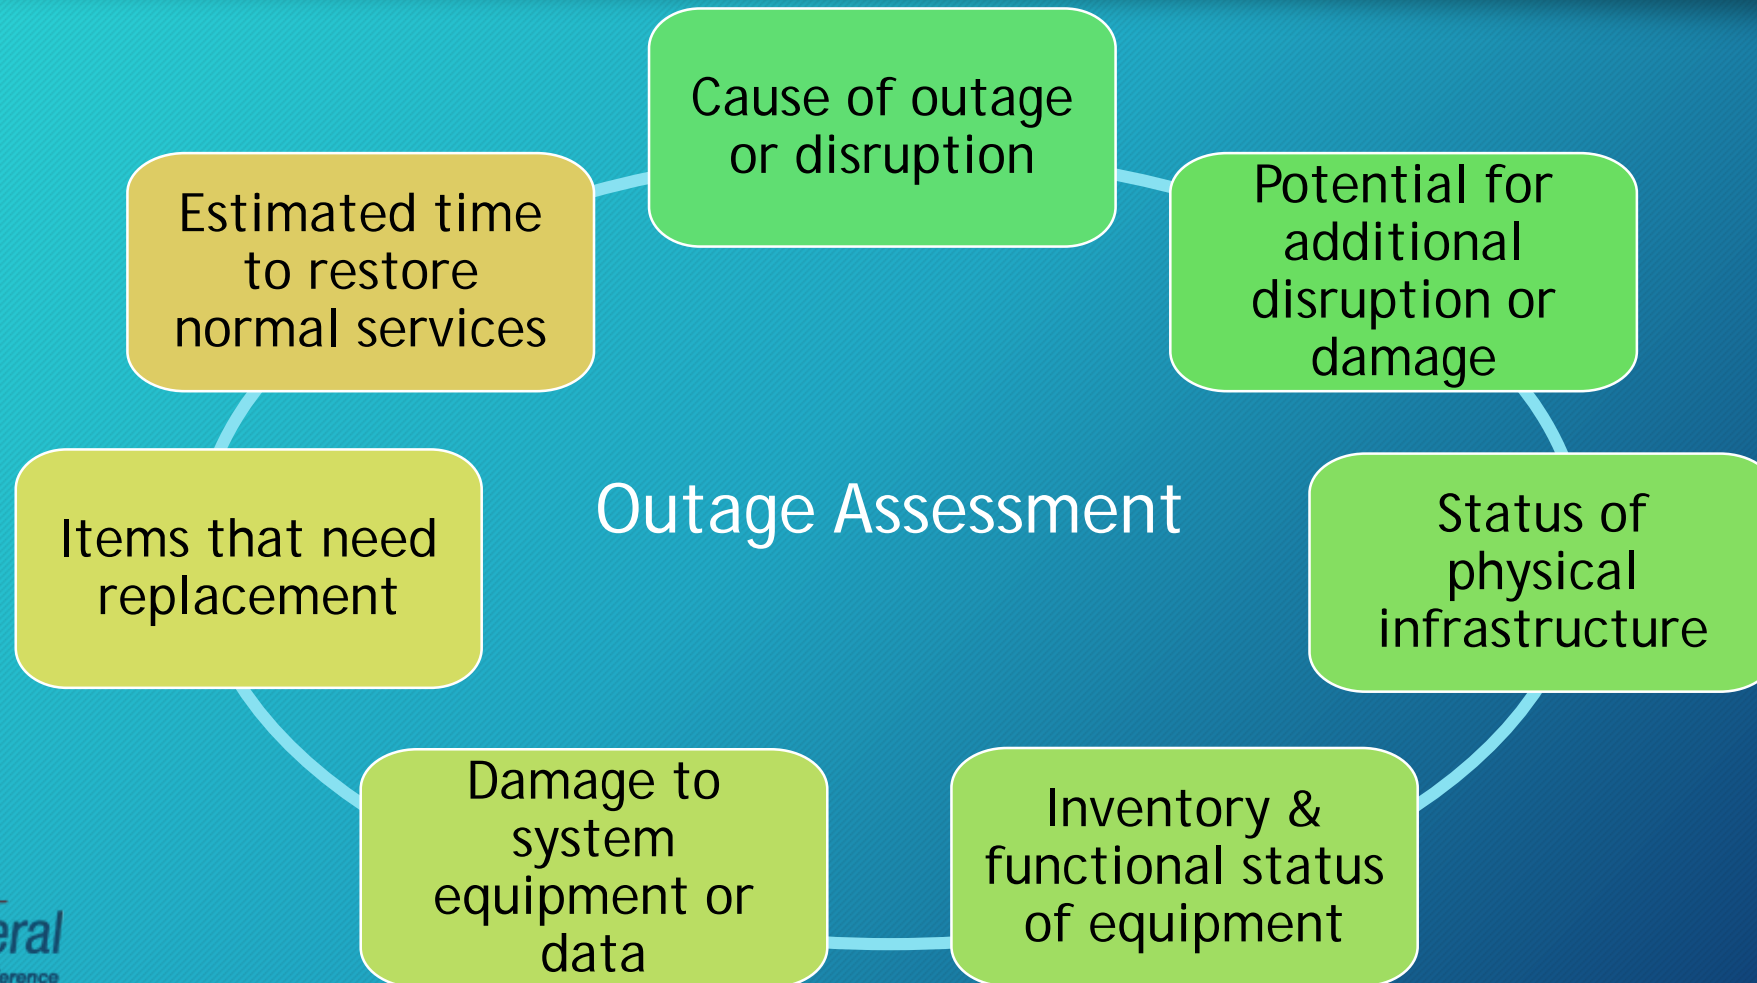 Cause of outage
or disruption
Potential for
additional
disruption or
damage
Status of
physical
infrastructure
Inventory &
functional status
of equipment
Damage to
system
equipment or
data
Items that need
replacement
Estimated time
to restore
normal services
Outage Assessment